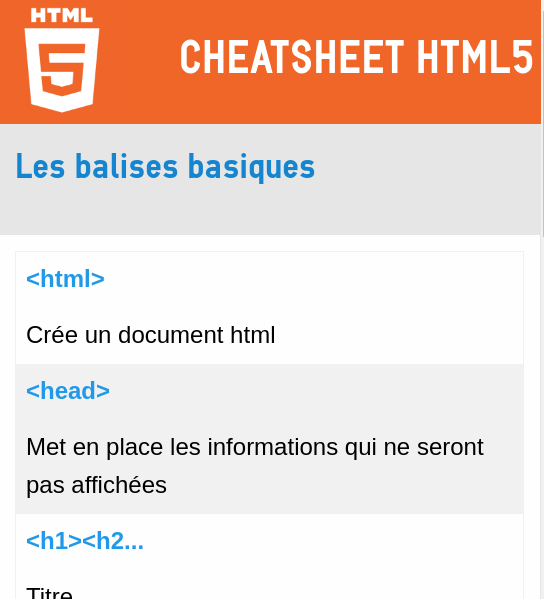 HTML
5
CHEATSHEET HTML5
Les balises basiques
<html>
Crée un document html
<head>
Met en place les informations qui ne seront
pas affichées
<h1><h2...
Titre